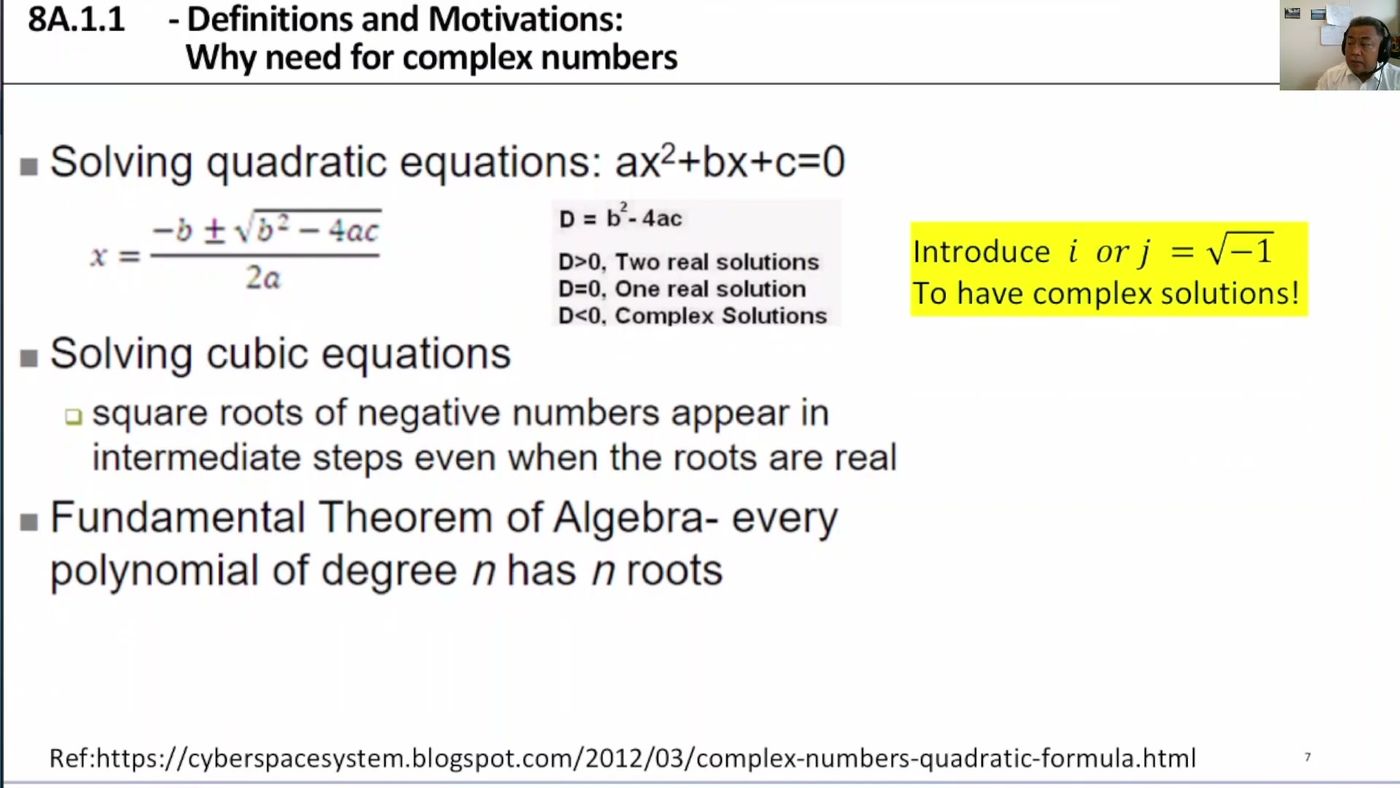 8A.1.1 - Definitions and Motivations:
Why need for complex numbers
Solving quadratic equations: ax²+bx+c=0
x = (-b ± √(b² − 4ac)) / 2a
D = b²- 4ac
D>0, Two real solutions
D=0, One real solution
D<0, Complex Solutions
Introduce i or j = √−1
To have complex solutions!
Solving cubic equations
square roots of negative numbers appear in
intermediate steps even when the roots are real
Fundamental Theorem of Algebra- every
polynomial of degree n has n roots
Ref:https://cyberspacesystem.blogspot.com/2012/03/complex-numbers-quadratic-formula.html
7